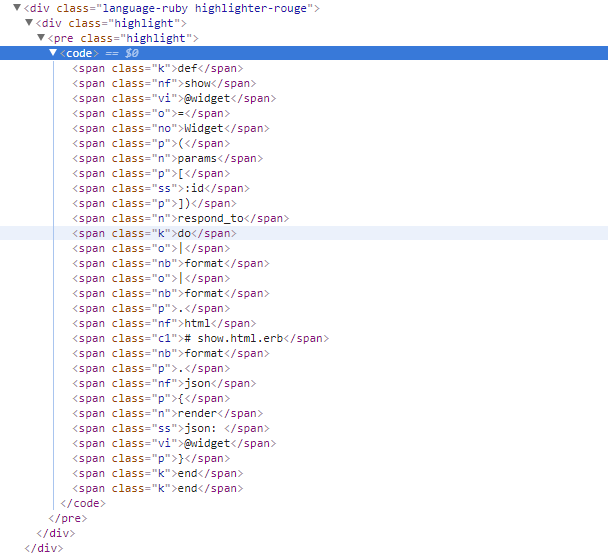 ▼<div class="language-ruby highlighter-rouge">
▼<div class="highlight">
▼<pre class="highlight">
▼<code> == $0
<span class="k">def</span>
<span class="nf">show</span>
<span class="vi">@widget</span>
<span class="o">=</span>
<span class="no">Widget</span>
<span class="p">(</span>
<span class="n">params</span>
<span class="p">[</span>
<span class="ss">:id</span>
<span class="p">])</span>
<span class="n">respond_to</span>
<span class="k">do</span>
<span class="o">|</span>
<span class="nb">format</span>
<span class="o">|</span>
<span class="nb">format</span>
<span class="p">.</span>
<span class="nf">html</span>
<span class="c1"># show.html.erb</span>
<span class="nb">format</span>
<span class="p">.</span>
<span class="nf">json</span>
<span class="p">{</span>
<span class="n">render</span>
<span class="ss">json: </span>
<span class="vi">@widget</span>
<span class="p">}</span>
<span class="k">end</span>
<span class="k">end</span>
</code>
</pre>
</div>
</div>